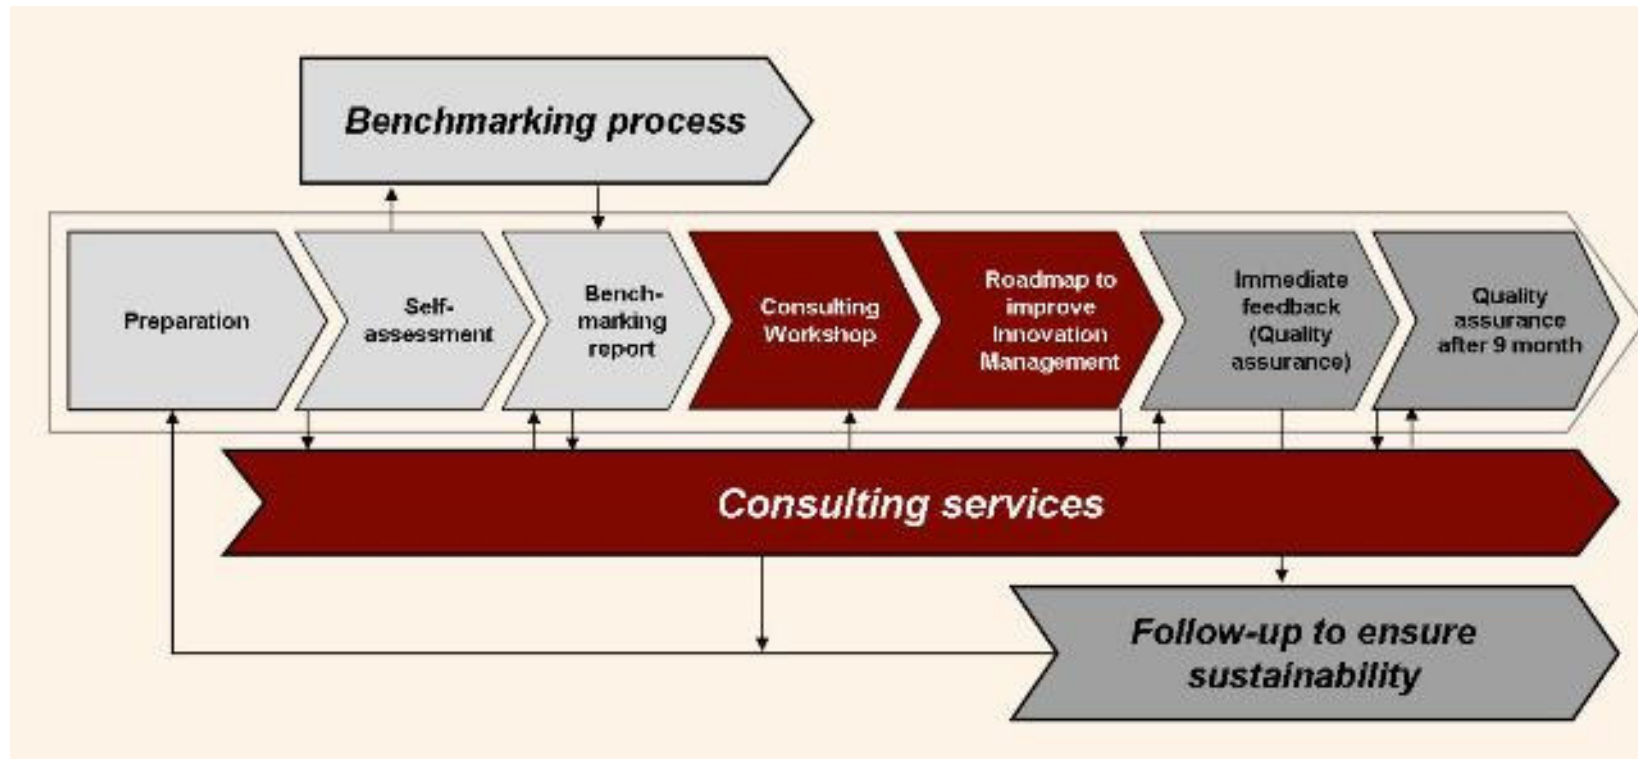 Benchmarking process
Preparation
Self-
assessment
Bench-
marking
report
Consulting
Workshop
Roadmap to
improve
Innovation
Management
Immediate
feedback
(Quality
assurance)
Quality
assurance
after 9 month
Consulting services
Follow-up to ensure
sustainability